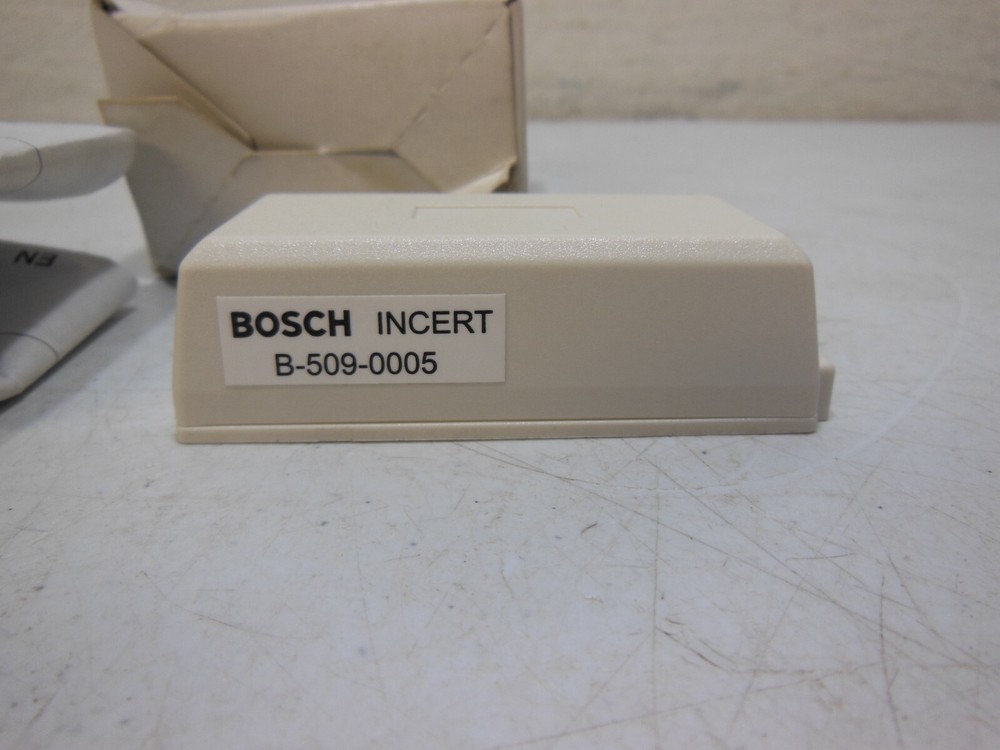 BOSCH INCERT
B-509-0005
EN